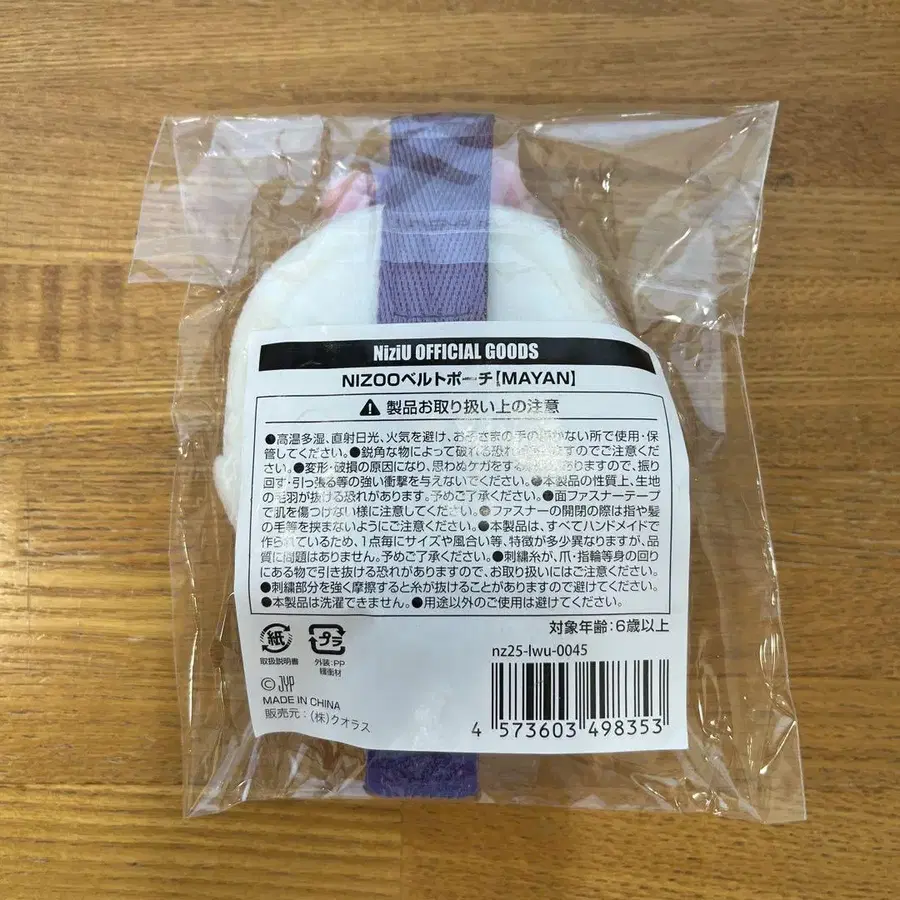 NiziU OFFICIAL GOODS
NIZOOベルトポーチ【MAYAN】
製品お取り扱い上の注意
●高温多湿、直射日光、火気を避け、お子さまの手の届かない所で使用・保
管してください。●鋭角な物によって破れる恐れがありますのでご注意く
ださい。●変形・破損の原因になり、思わぬケガをする恐れがありますので、振り
回す・引っ張る等の強い衝撃を与えないでください。●本製品の性質上、生地
の毛羽が抜ける恐れがあります。予めご了承ください。●面ファスナーテープ
で肌を傷つけない様に注意してください。●ファスナーの開閉の際は指や髪
の毛等を挟まないようにご注意ください。●本製品は、すべてハンドメイドで
作られているため、1点毎にサイズや風合い等、特徴が多少異なりますが、品
質に問題はありません。予めご了承ください。●刺繍糸が、爪・指輪等身の回り
にある物で引き抜ける恐れがありますので、お取り扱いにはご注意ください。
●刺繍部分を強く摩擦すると糸が抜けることがありますので避けてください。
●本製品は洗濯できません。●用途以外のご使用は避けてください。
対象年齢:6歳以上
紙
取扱説明書
プラ
外装:PP
緩衝材
nz25-lwu-0045
© JYP
MADE IN CHINA
販売元:(株)クオラス
4 573603 498353